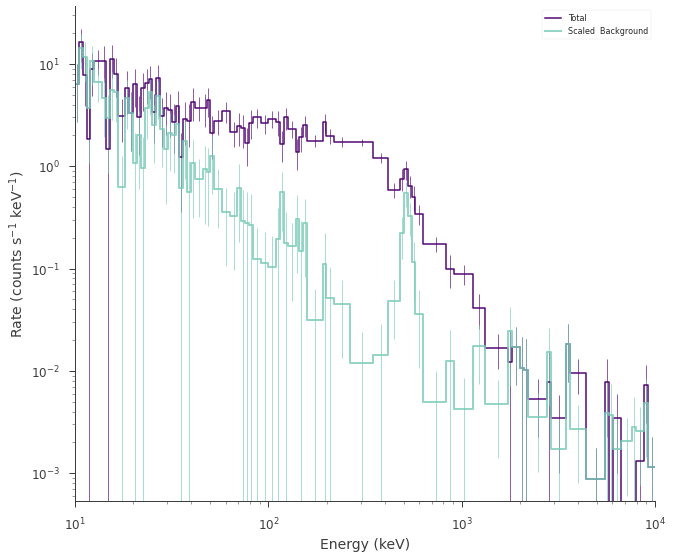 Total
Scaled Background
Rate (counts s⁻¹ keV⁻¹)
10¹
10⁰
10⁻¹
10⁻²
10⁻³
10¹ 10² 10³ 10⁴
Energy (keV)